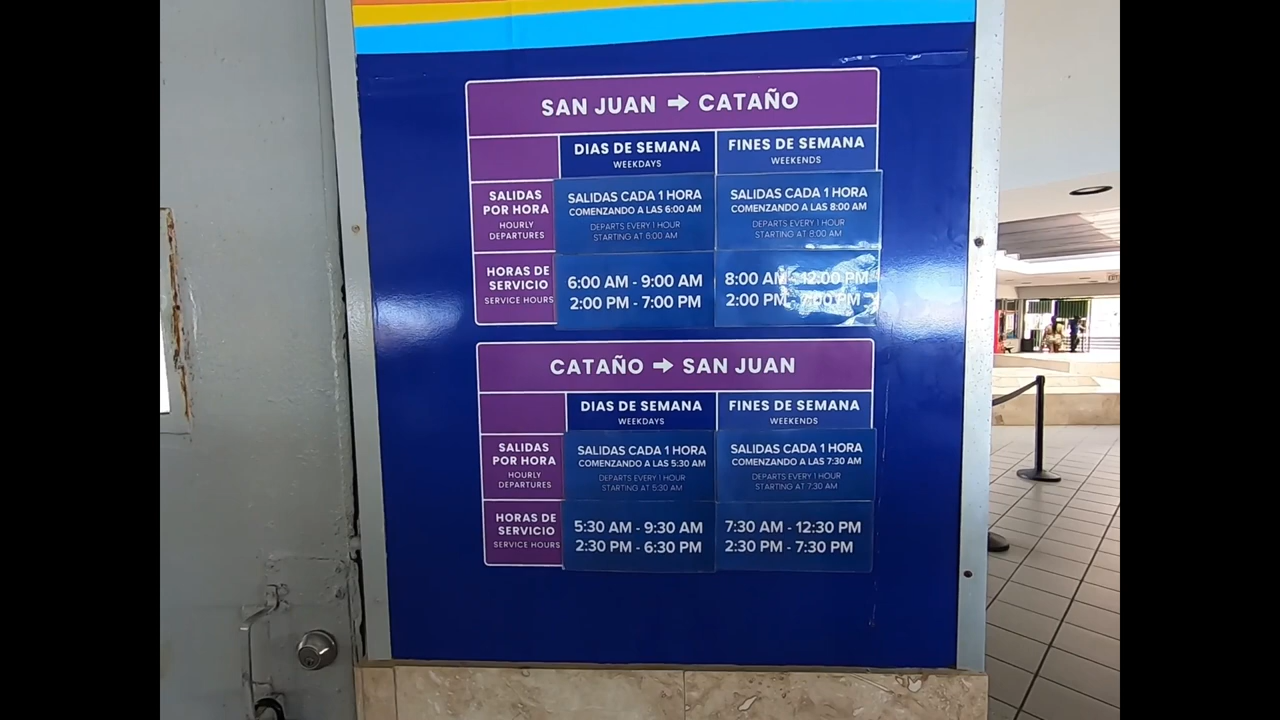 SAN JUAN ➡ CATAÑO
DIAS DE SEMANA
WEEKDAYS
FINES DE SEMANA
WEEKENDS
SALIDAS
POR HORA
HOURLY
DEPARTURES
SALIDAS CADA 1 HORA
COMENZANDO A LAS 6:00 AM
DEPARTS EVERY 1 HOUR
STARTING AT 6:00 AM
SALIDAS CADA 1 HORA
COMENZANDO A LAS 8:00 AM
DEPARTS EVERY 1 HOUR
STARTING AT 8:00 AM
HORAS DE
SERVICIO
SERVICE HOURS
6:00 AM - 9:00 AM
2:00 PM - 7:00 PM
8:00 AM - 12:00 PM
2:00 PM - 7:00 PM
CATAÑO ➡ SAN JUAN
DIAS DE SEMANA
WEEKDAYS
FINES DE SEMANA
WEEKENDS
SALIDAS
POR HORA
HOURLY
DEPARTURES
SALIDAS CADA 1 HORA
COMENZANDO A LAS 5:30 AM
DEPARTS EVERY 1 HOUR
STARTING AT 5:30 AM
SALIDAS CADA 1 HORA
COMENZANDO A LAS 7:30 AM
DEPARTS EVERY 1 HOUR
STARTING AT 7:30 AM
HORAS DE
SERVICIO
SERVICE HOURS
5:30 AM - 9:30 AM
2:30 PM - 6:30 PM
7:30 AM - 12:30 PM
2:30 PM - 7:30 PM